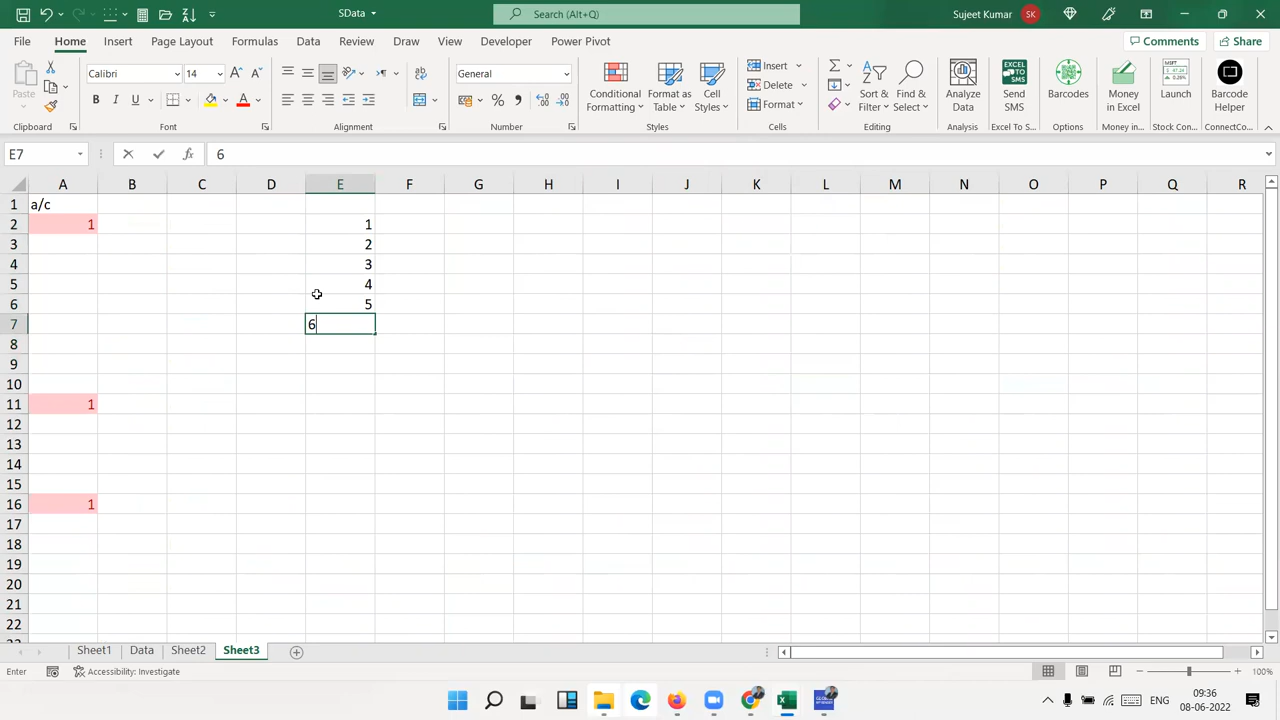 SData
Search (Alt+Q)
Sujeet Kumar
SK
File
Home
Insert
Page Layout
Formulas
Data
Review
Draw
View
Developer
Power Pivot
Comments
Share
Paste
Calibri
14
General
Conditional Formatting
Format as Table
Cell Styles
Insert
Delete
Format
Sort & Filter
Find & Select
Analyze Data
Send SMS
Barcodes
Money in Excel
Launch
Barcode Helper
Clipboard
Font
Alignment
Number
Styles
Cells
Editing
Analysis
Excel To S...
Options
Money in...
Stock Con...
ConnectCo...
E7
6
A B C D E F G H I J K L M N O P Q R
1 a/c
2 1 1
3 2
4 3
5 4
6 5
7 6
8
9
10
11 1
12
13
14
15
16 1
17
18
19
20
21
22
Sheet1
Data
Sheet2
Sheet3
Enter
Accessibility: Investigate
100%
ENG
09:36
08-06-2022